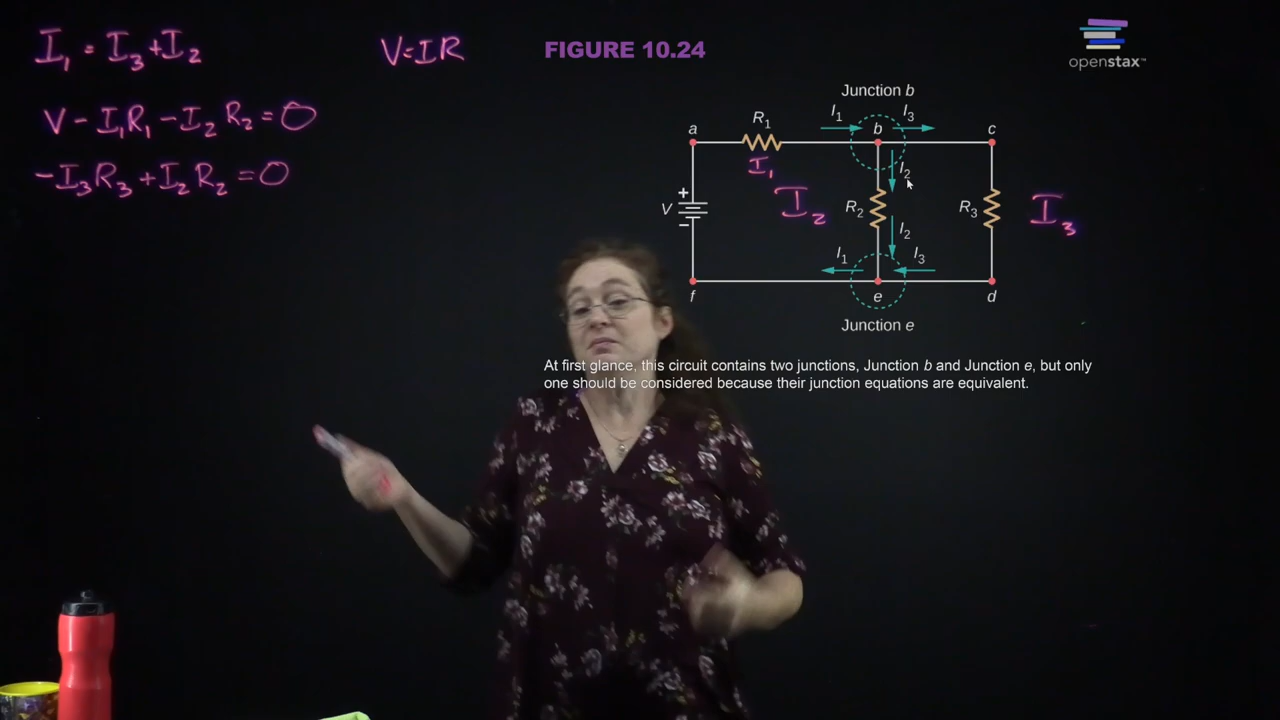 I₁ = I₃ + I₂
V = IR
FIGURE 10.24
openstax™
V - I₁R₁ - I₂R₂ = 0
-I₃R₃ + I₂R₂ = 0
Junction b
R₁ I₁ I₃
a b c
I₁ I₂
I₂ I₃
+
V R₂ R₃
-
I₂
I₁ I₃
f e d
Junction e
At first glance, this circuit contains two junctions, Junction b and Junction e, but only
one should be considered because their junction equations are equivalent.